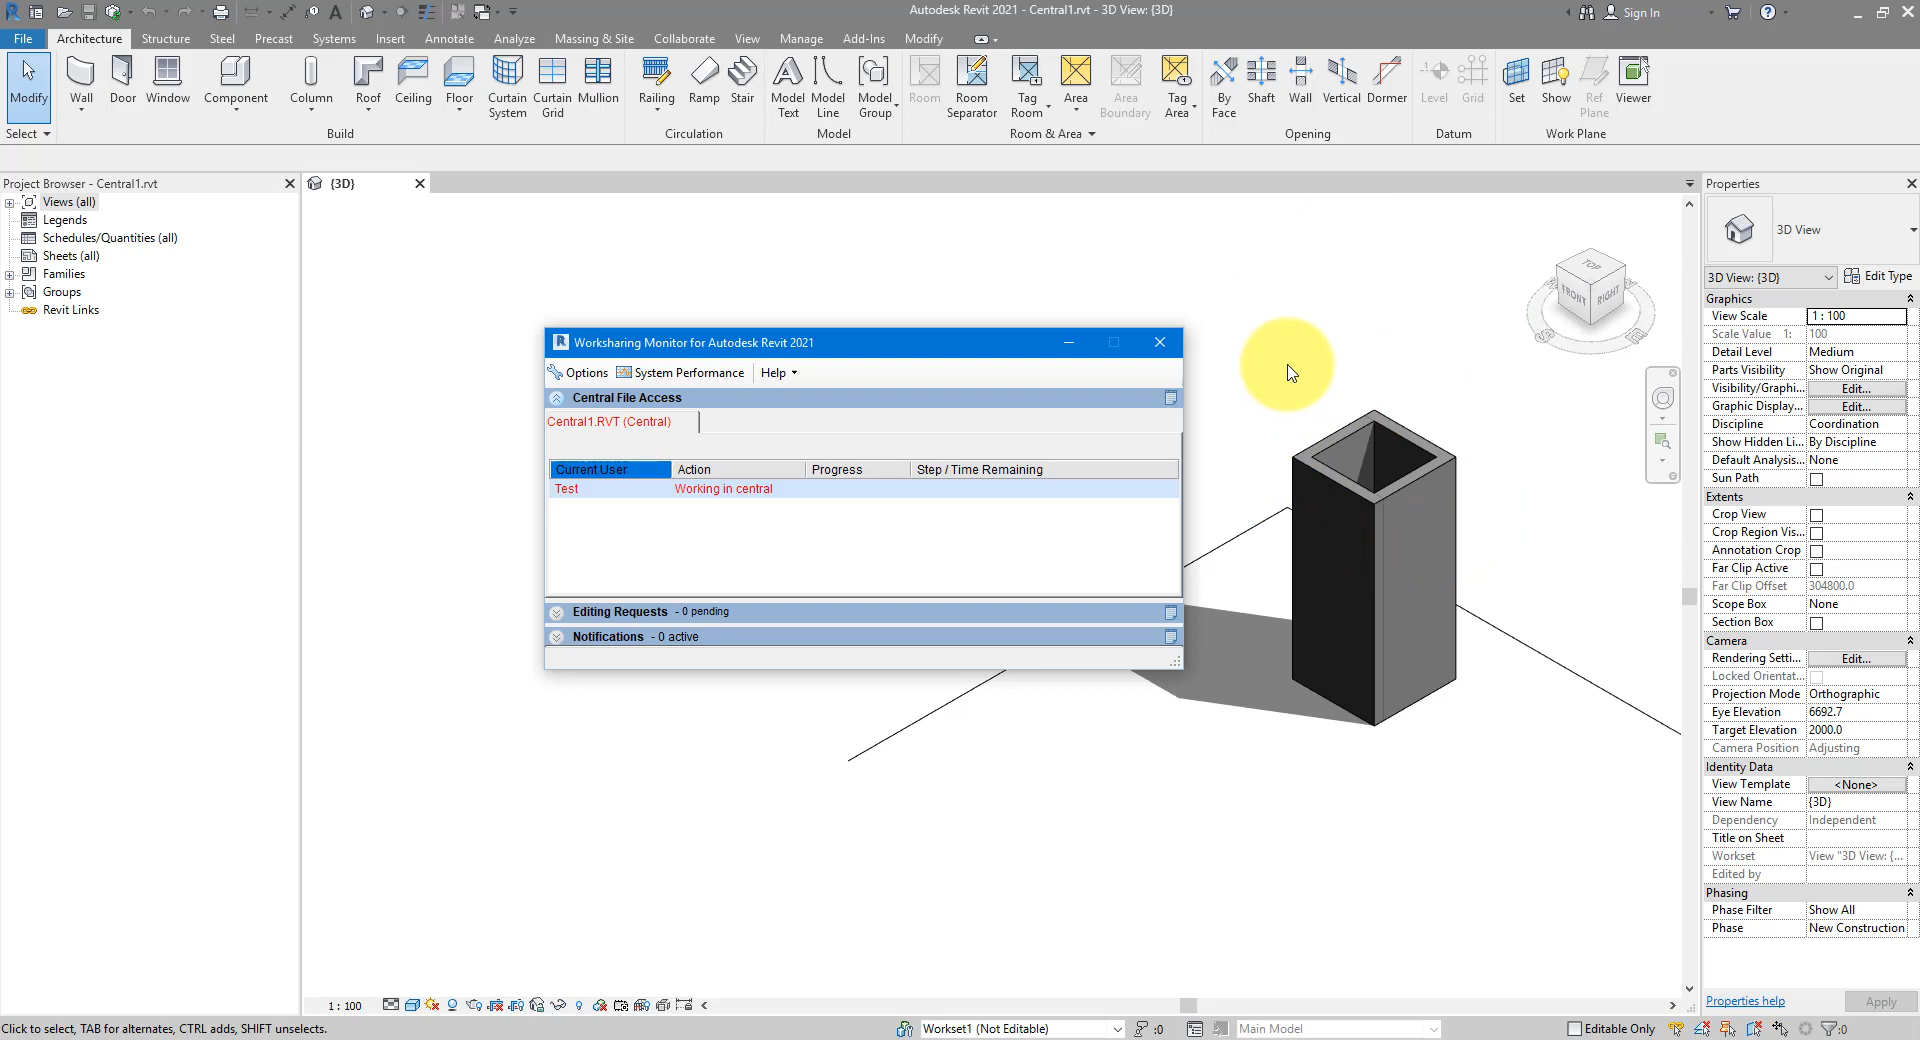 Autodesk Revit 2021 - Central1.rvt - 3D View: {3D}
Sign In
File Architecture Structure Steel Precast Systems Insert Annotate Analyze Massing & Site Collaborate View Manage Add-Ins Modify
Modify
Wall
Door
Window
Component
Column
Roof
Ceiling
Floor
Curtain System
Curtain Grid
Mullion
Railing
Ramp
Stair
Model Text
Model Line
Model Group
Room
Room Separator
Tag Room
Area
Area Boundary
Tag Area
By Face
Shaft
Wall
Vertical
Dormer
Level
Grid
Set
Show
Ref Plane
Viewer
Select
Build
Circulation
Model
Room & Area
Opening
Datum
Work Plane
Project Browser - Central1.rvt
{3D}
Views (all)
Legends
Schedules/Quantities (all)
Sheets (all)
Families
Groups
Revit Links
Worksharing Monitor for Autodesk Revit 2021
Options System Performance Help
Central File Access
Central1.RVT (Central)
Current User Action Progress Step / Time Remaining
Test Working in central
Editing Requests - 0 pending
Notifications - 0 active
TOP
FRONT
RIGHT
Properties
3D View
3D View: {3D} Edit Type
Graphics
View Scale 1 : 100
Scale Value 1: 100
Detail Level Medium
Parts Visibility Show Original
Visibility/Graphi... Edit...
Graphic Display... Edit...
Discipline Coordination
Show Hidden Li... By Discipline
Default Analysis... None
Sun Path
Extents
Crop View
Crop Region Vis...
Annotation Crop
Far Clip Active
Far Clip Offset 304800.0
Scope Box None
Section Box
Camera
Rendering Setti... Edit...
Locked Orientat...
Projection Mode Orthographic
Eye Elevation 6692.7
Target Elevation 2000.0
Camera Position Adjusting
Identity Data
View Template <None>
View Name {3D}
Dependency Independent
Title on Sheet
Workset View "3D View: {...
Edited by
Phasing
Phase Filter Show All
Phase New Construction
Properties help Apply
1 : 100
Click to select, TAB for alternates, CTRL adds, SHIFT unselects.
Workset1 (Not Editable)
:0
Main Model
Editable Only
:0